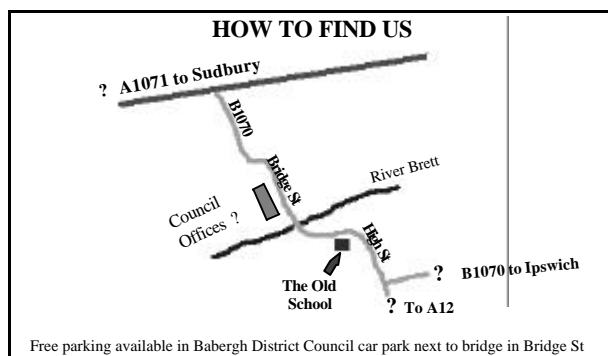 HOW TO FIND US
? A1071 to Sudbury
B1070
Bridge St
River Brett
Council
Offices ?
High St
The Old
School
? B1070 to Ipswich
? To A12
Free parking available in Babergh District Council car park next to bridge in Bridge St